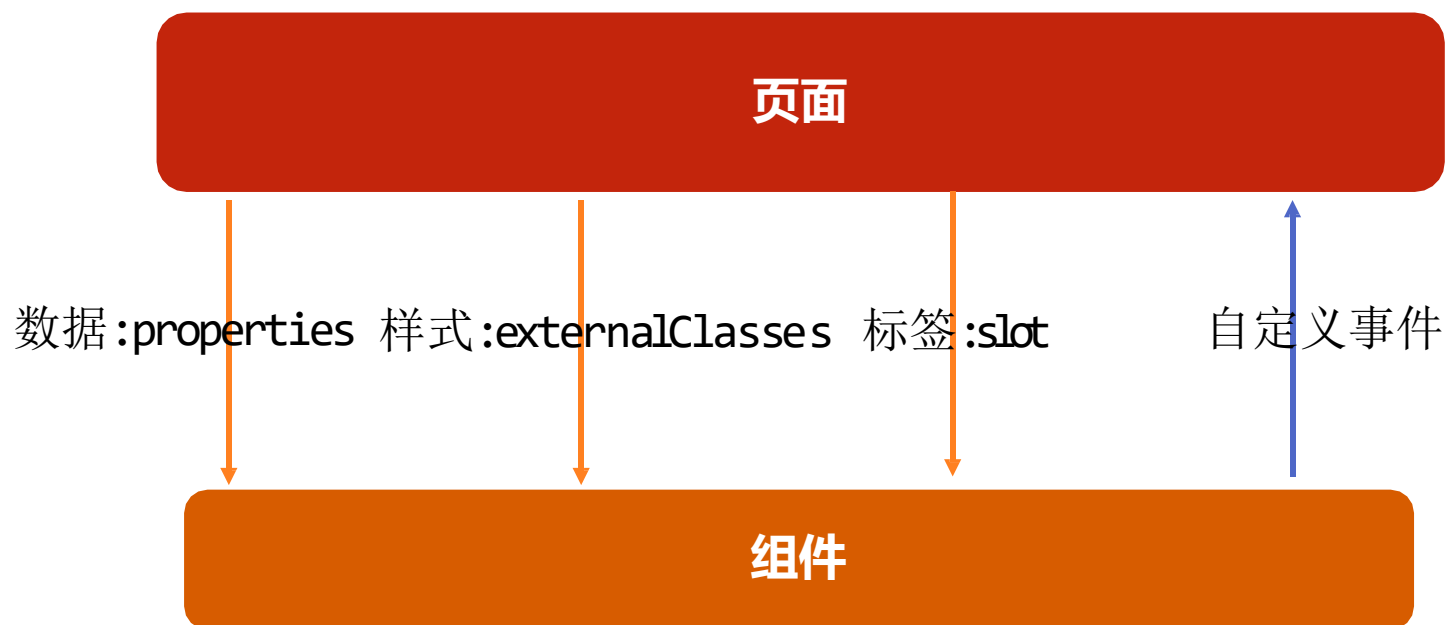 页面
数据:properties 样式:externalClasses 标签:slot 自定义事件
组件